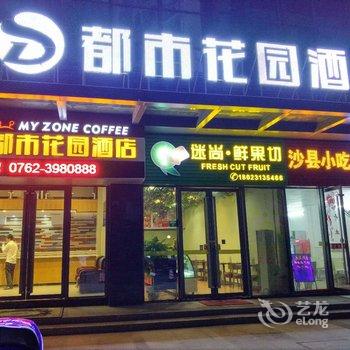 都市花园酒
MY ZONE COFFEE
都市花园酒店
0762-3980888
迷尚·鲜果切
FRESH CUT FRUIT
18023135466
沙县小吃
艺龙
eLong